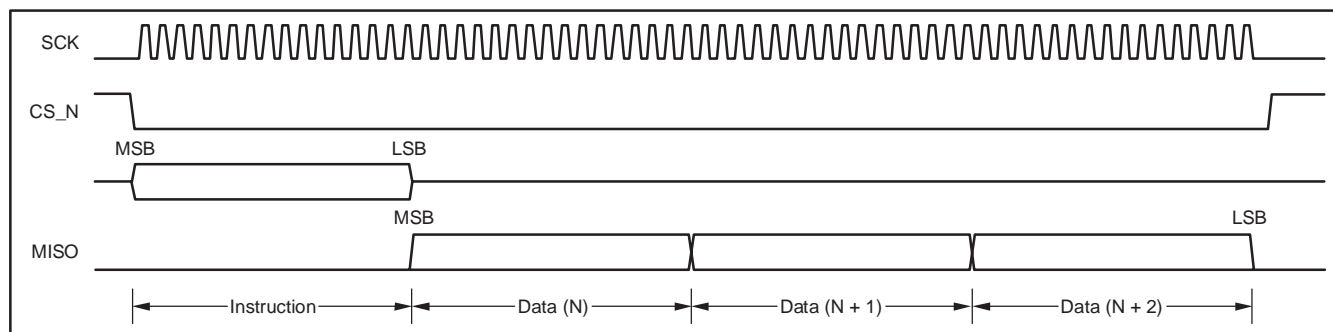 SCK
CS_N
MSB LSB
MSB LSB
MISO
Instruction Data (N) Data (N + 1) Data (N + 2)